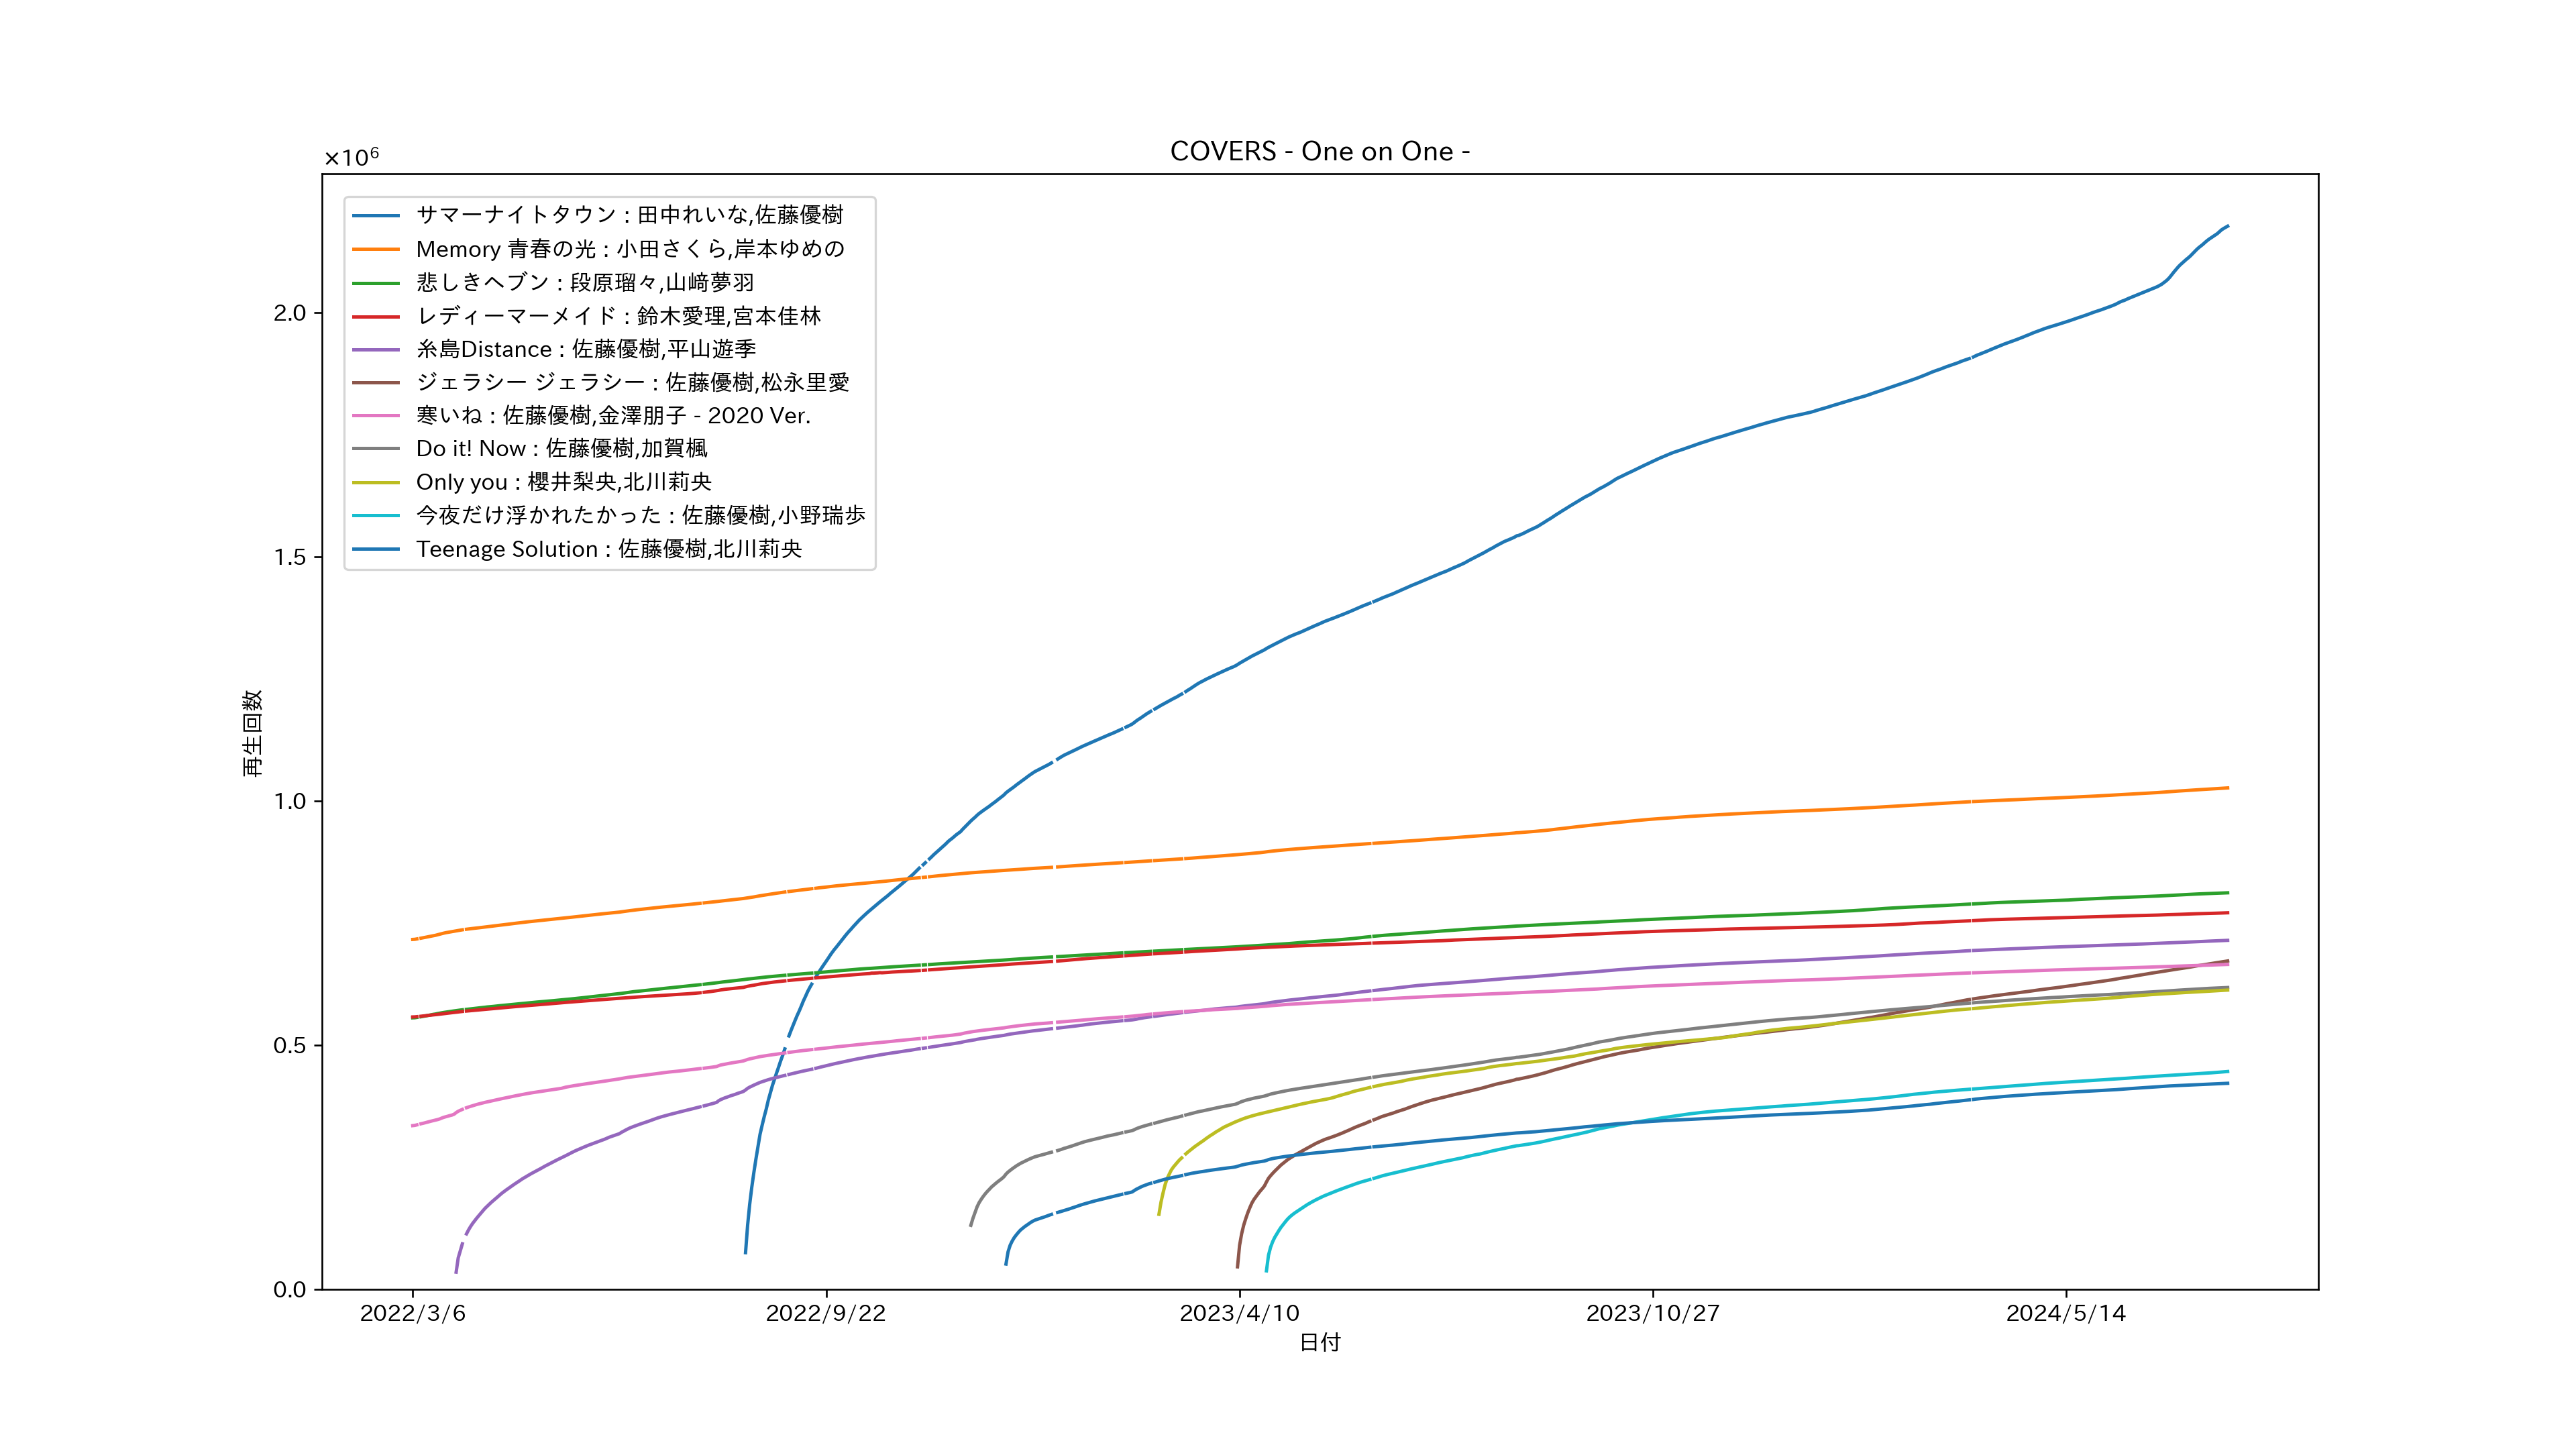 COVERS - One on One -
×10⁶
サマーナイトタウン : 田中れいな,佐藤優樹
Memory 青春の光 : 小田さくら,岸本ゆめの
悲しきヘブン : 段原瑠々,山﨑夢羽
レディーマーメイド : 鈴木愛理,宮本佳林
糸島Distance : 佐藤優樹,平山遊季
ジェラシー ジェラシー : 佐藤優樹,松永里愛
寒いね : 佐藤優樹,金澤朋子 - 2020 Ver.
Do it! Now : 佐藤優樹,加賀楓
Only you : 櫻井梨央,北川莉央
今夜だけ浮かれたかった : 佐藤優樹,小野瑞歩
Teenage Solution : 佐藤優樹,北川莉央
2.0
1.5
1.0
0.5
0.0
再生回数
2022/3/6
2022/9/22
2023/4/10
2023/10/27
2024/5/14
日付